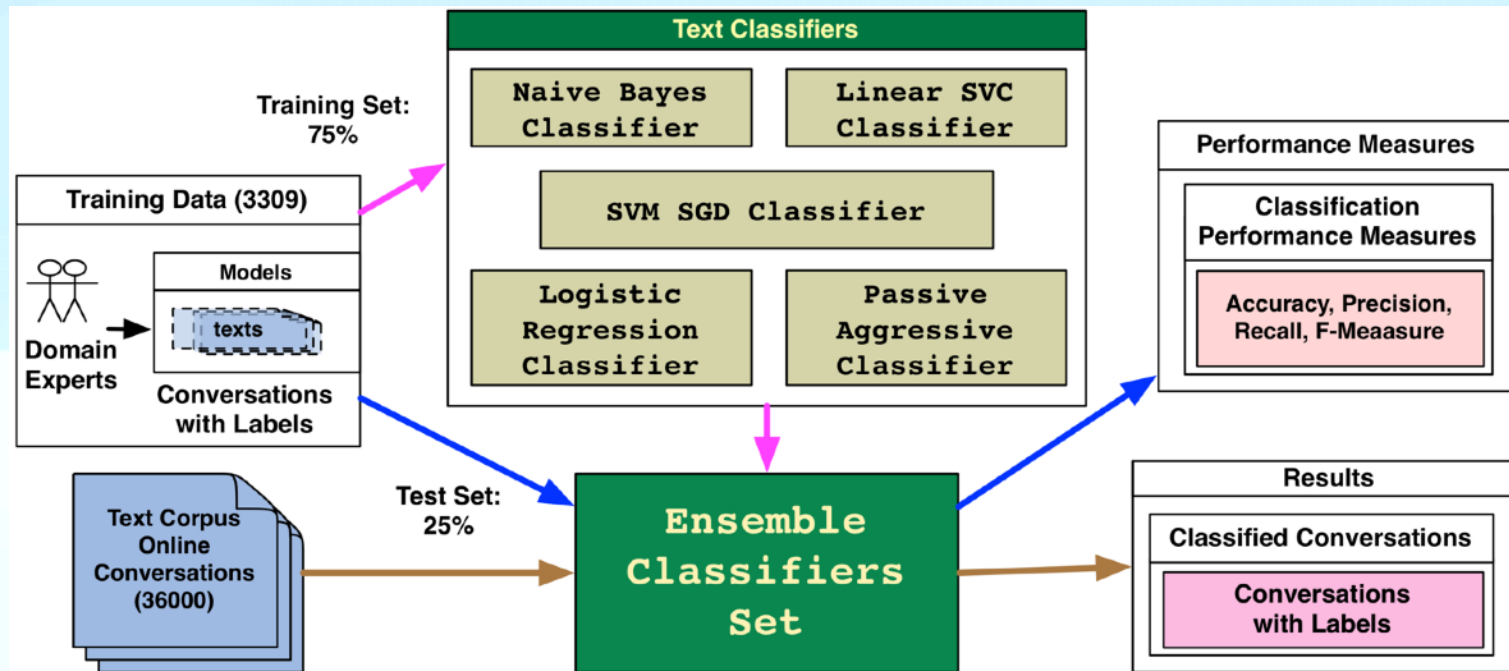 Text Classifiers
Naive Bayes
Classifier
Linear SVC
Classifier
SVM SGD Classifier
Logistic
Regression
Classifier
Passive
Aggressive
Classifier
Training Set:
75%
Training Data (3309)
Models
texts
Domain
Experts
Conversations
with Labels
Test Set:
25%
Text Corpus
Online
Conversations
(36000)
Ensemble
Classifiers
Set
Performance Measures
Classification
Performance Measures
Accuracy, Precision,
Recall, F-Meaasure
Results
Classified Conversations
Conversations
with Labels